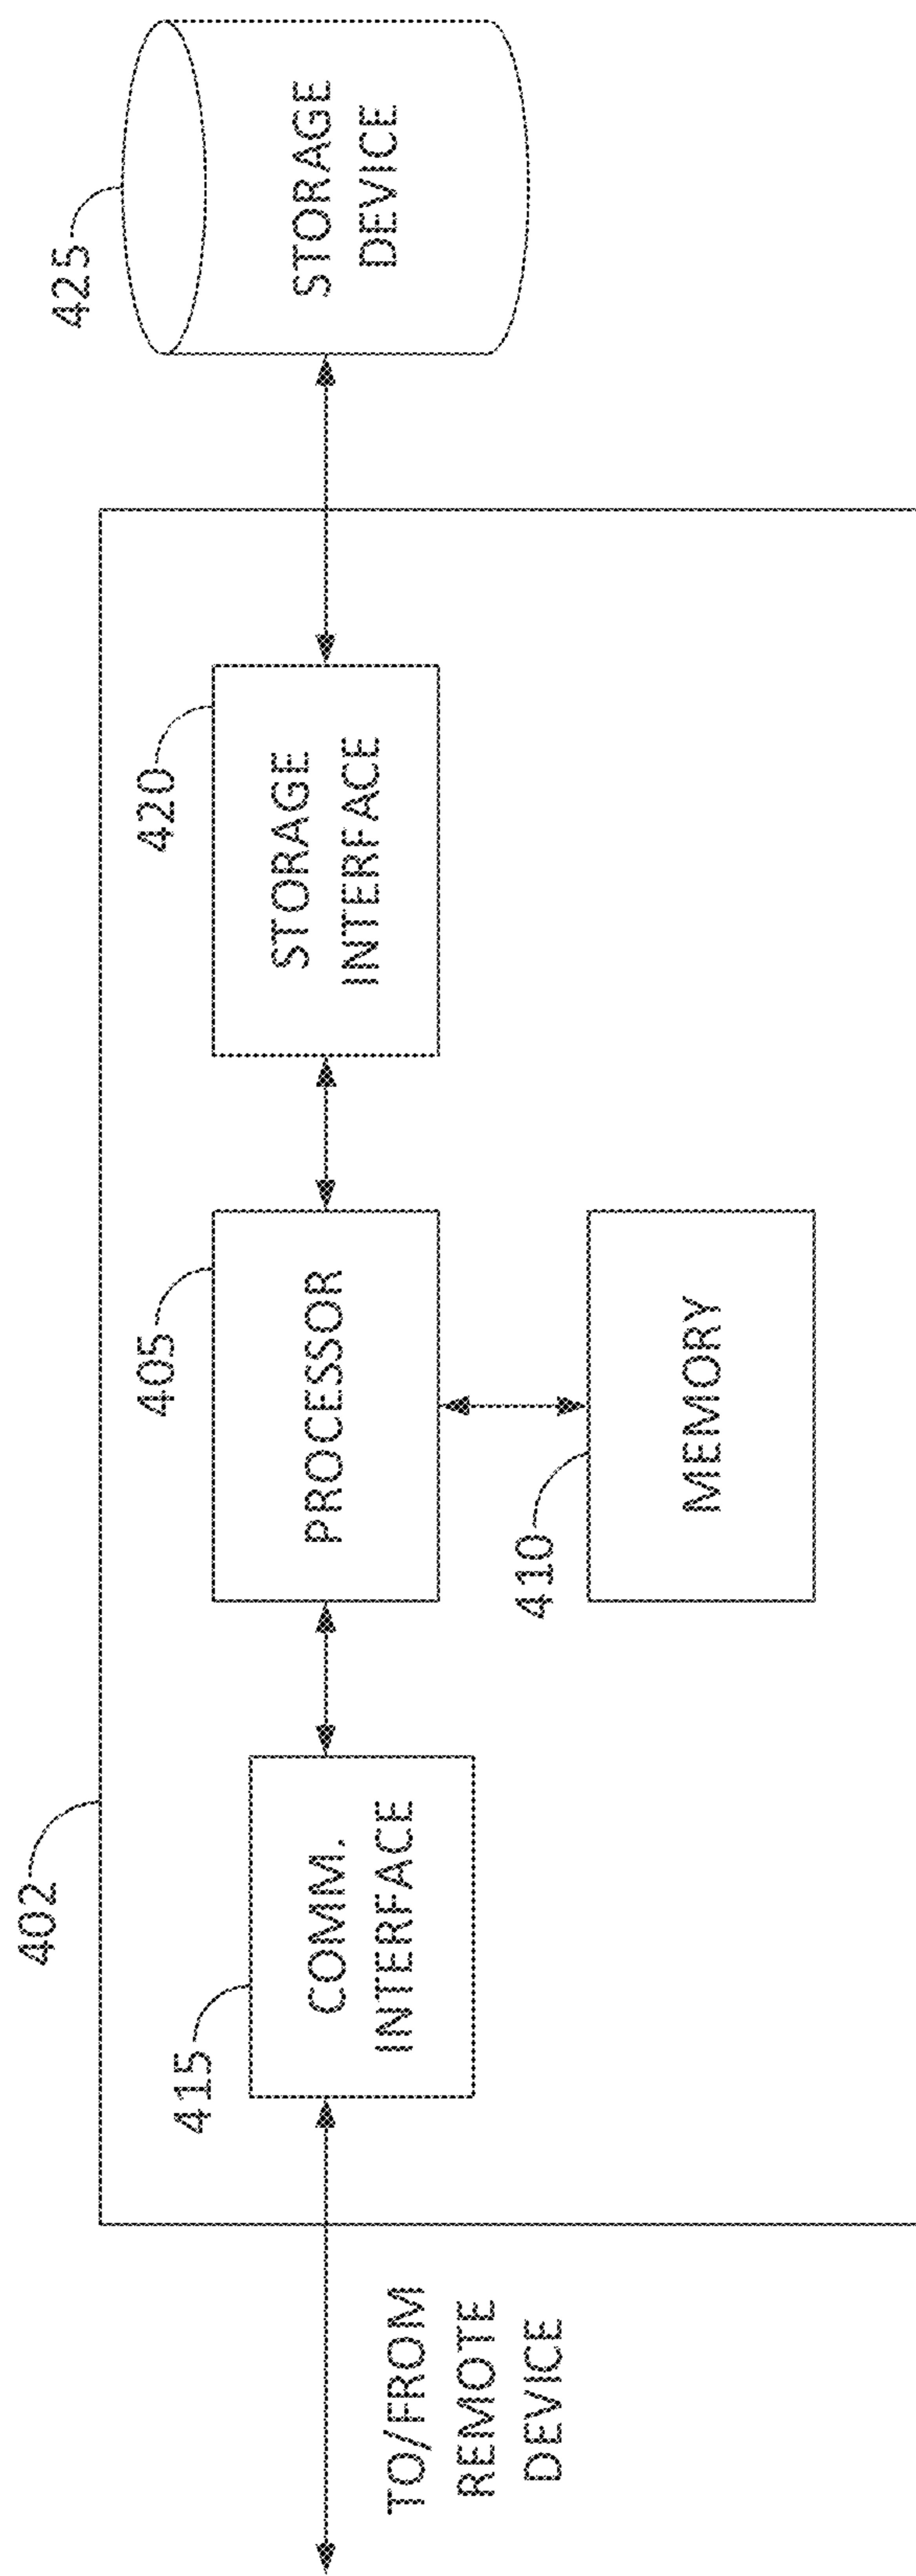 402
425
415
COMM.
INTERFACE
405
PROCESSOR
420
STORAGE
INTERFACE
STORAGE
DEVICE
410
MEMORY
TO/FROM
REMOTE
DEVICE